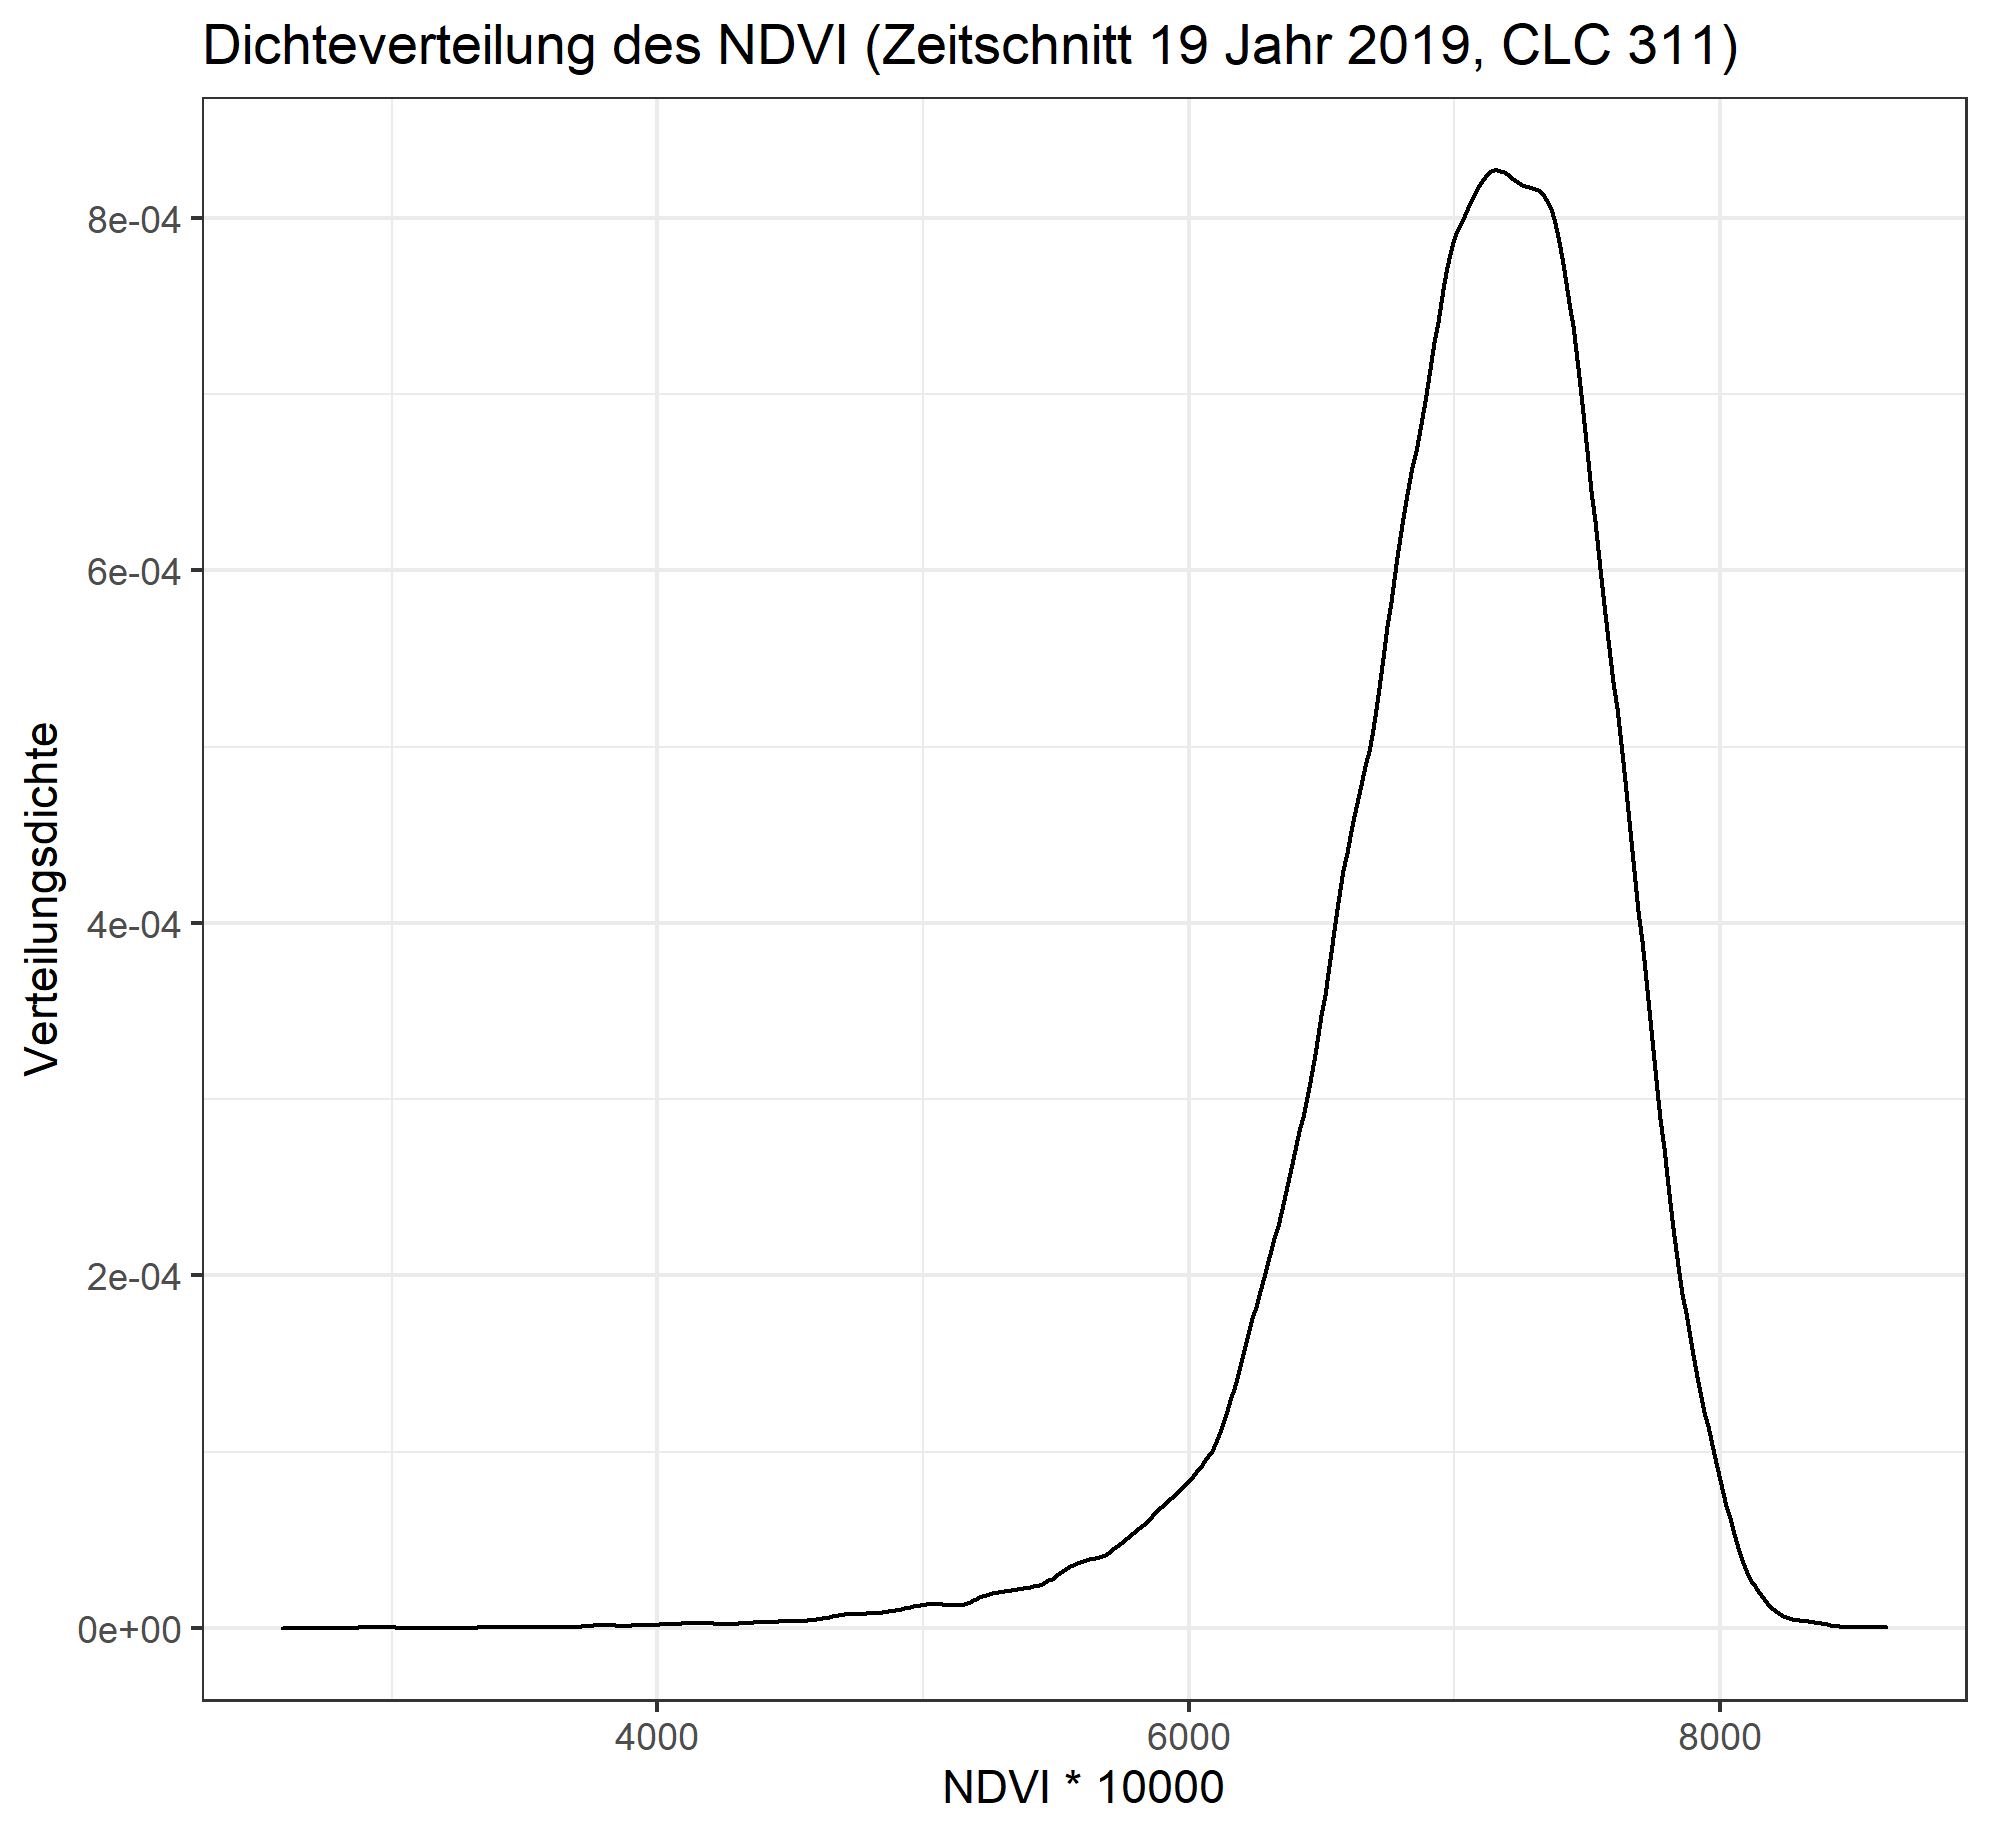 Dichteverteilung des NDVI (Zeitschnitt 19 Jahr 2019, CLC 311)
Verteilungsdichte
8e-04
6e-04
4e-04
2e-04
0e+00
4000
6000
8000
NDVI * 10000